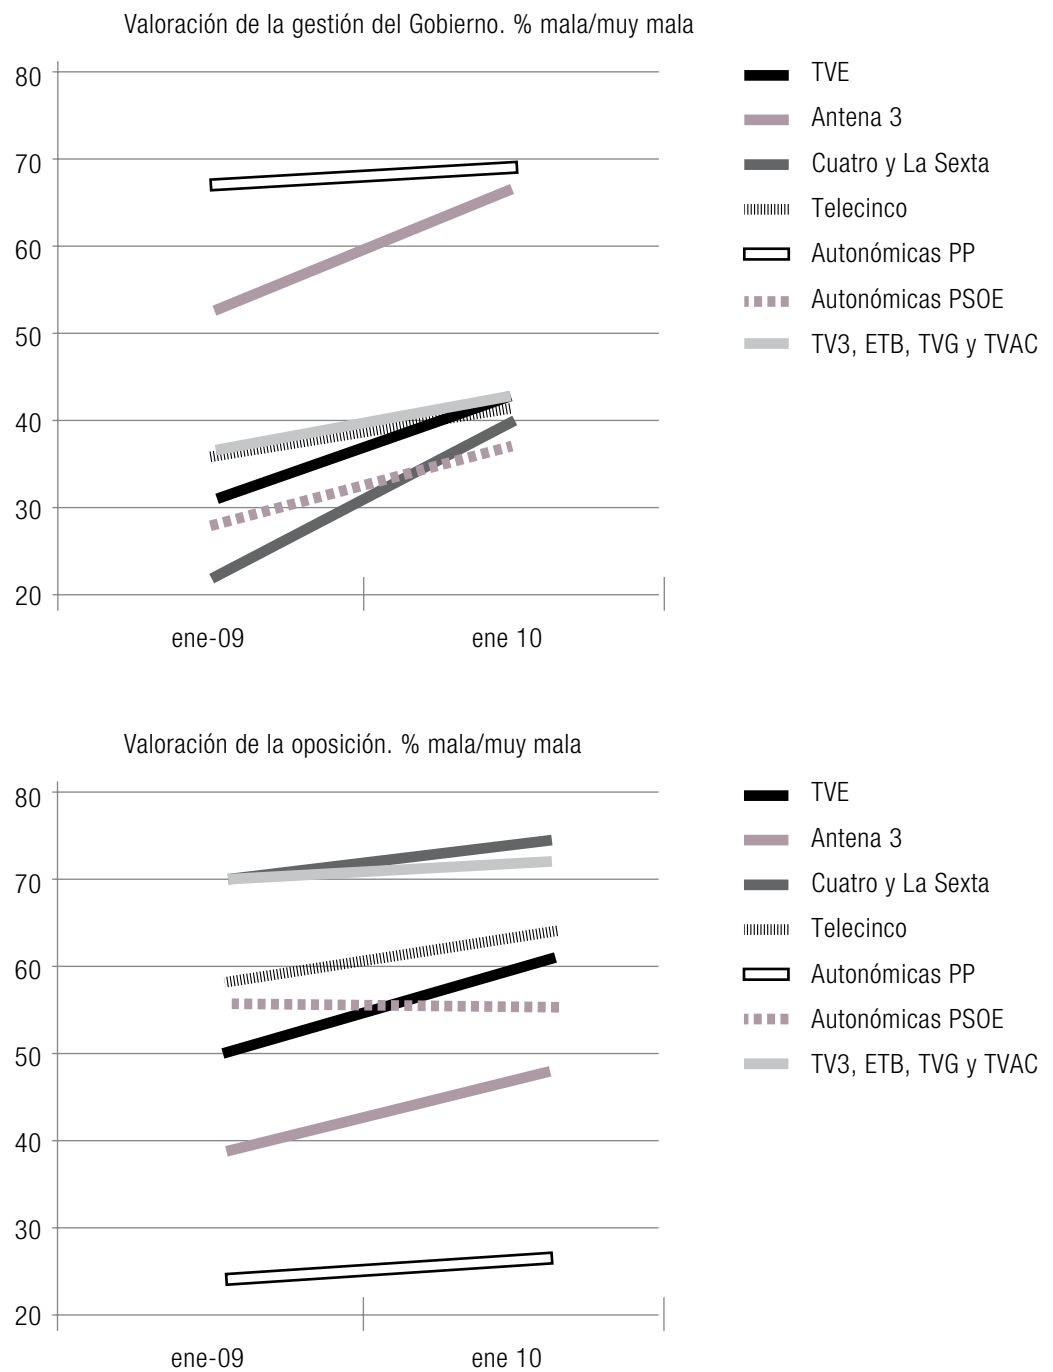 Valoración de la gestión del Gobierno. % mala/muy mala
80
70
60
50
40
30
20
ene-09
ene 10
TVE
Antena 3
Cuatro y La Sexta
Telecinco
Autonómicas PP
Autonómicas PSOE
TV3, ETB, TVG y TVAC
Valoración de la oposición. % mala/muy mala
80
70
60
50
40
30
20
ene-09
ene 10
TVE
Antena 3
Cuatro y La Sexta
Telecinco
Autonómicas PP
Autonómicas PSOE
TV3, ETB, TVG y TVAC